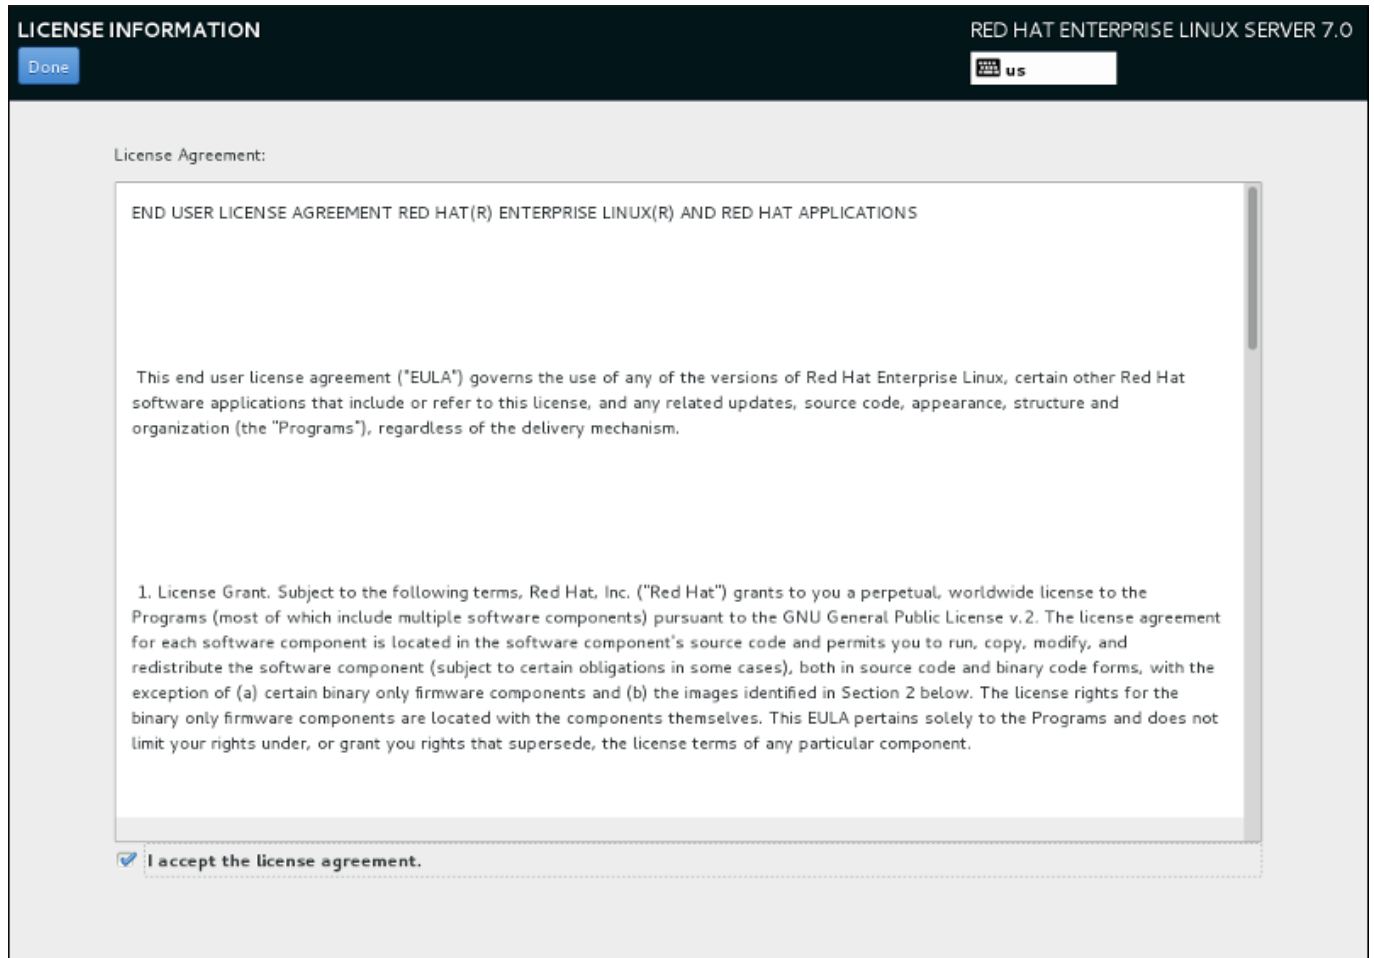 LICENSE INFORMATION
RED HAT ENTERPRISE LINUX SERVER 7.0
Done
us
License Agreement:
END USER LICENSE AGREEMENT RED HAT(R) ENTERPRISE LINUX(R) AND RED HAT APPLICATIONS
This end user license agreement ("EULA") governs the use of any of the versions of Red Hat Enterprise Linux, certain other Red Hat
software applications that include or refer to this license, and any related updates, source code, appearance, structure and
organization (the "Programs"), regardless of the delivery mechanism.
1. License Grant. Subject to the following terms, Red Hat, Inc. ("Red Hat") grants to you a perpetual, worldwide license to the
Programs (most of which include multiple software components) pursuant to the GNU General Public License v.2. The license agreement
for each software component is located in the software component's source code and permits you to run, copy, modify, and
redistribute the software component (subject to certain obligations in some cases), both in source code and binary code forms, with the
exception of (a) certain binary only firmware components and (b) the images identified in Section 2 below. The license rights for the
binary only firmware components are located with the components themselves. This EULA pertains solely to the Programs and does not
limit your rights under, or grant you rights that supersede, the license terms of any particular component.
I accept the license agreement.